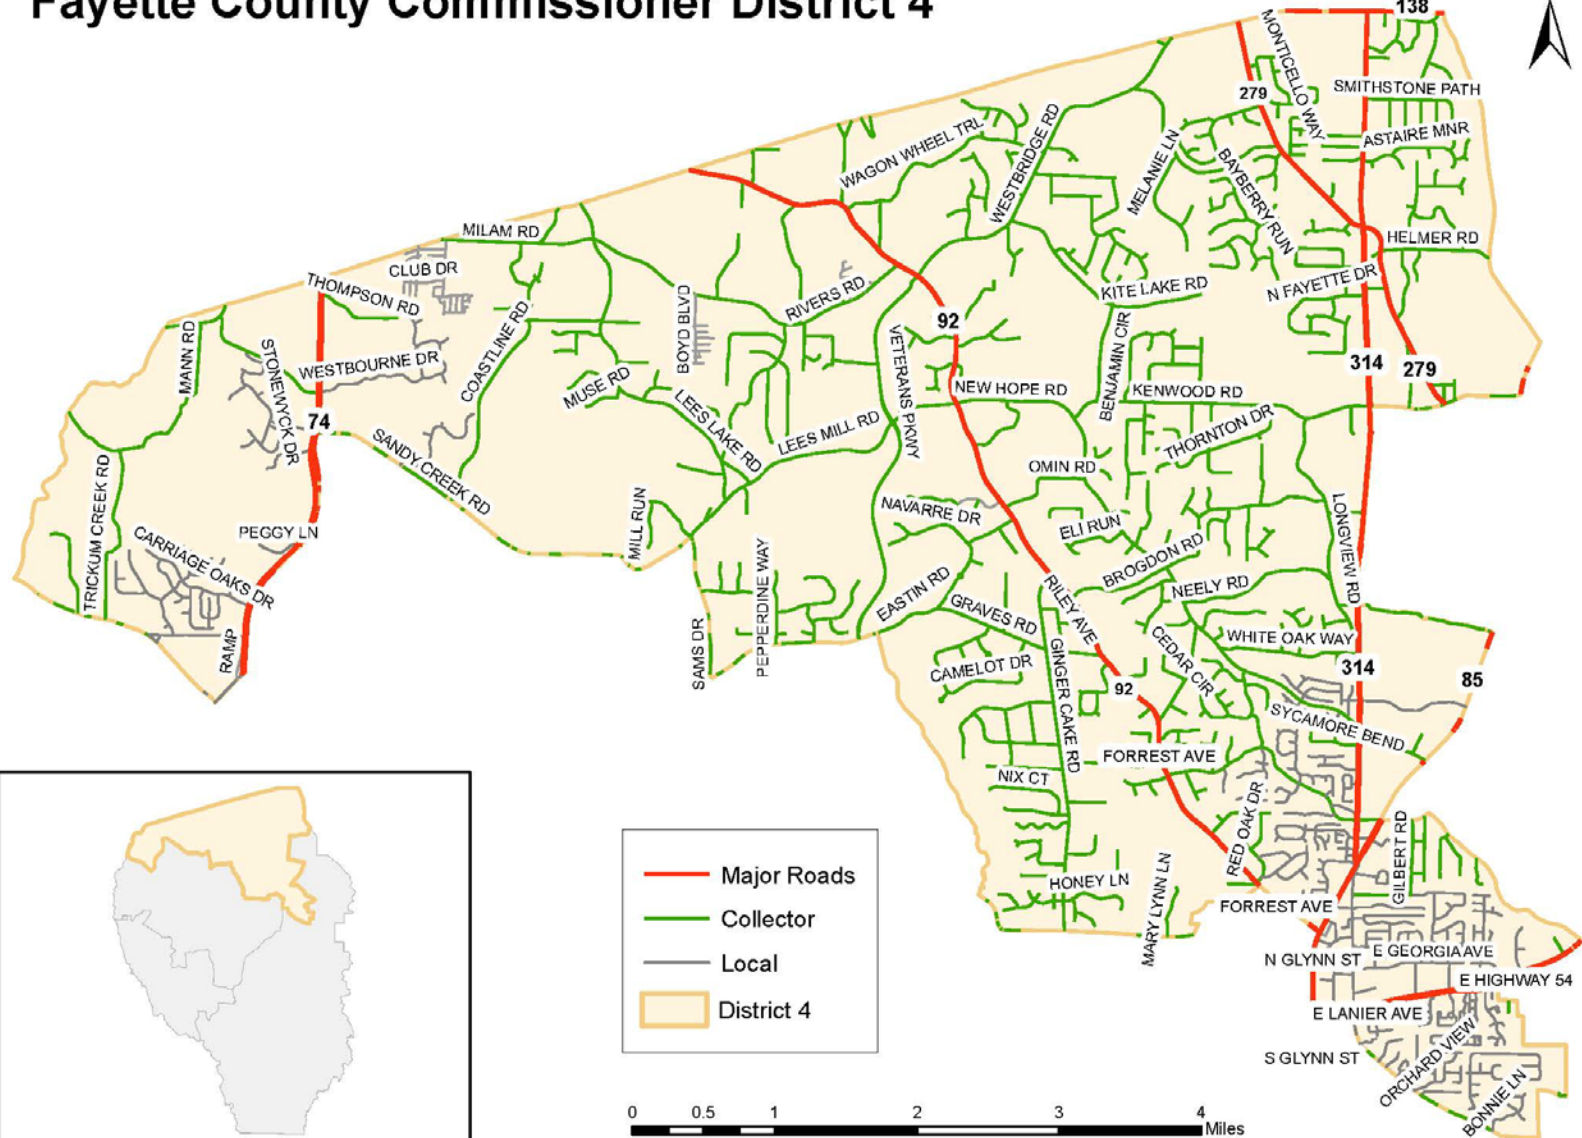 Fayette County Commissioner District 4
138
MONTICELLO WAY
279
SMITHSTONE PATH
ASTAIRE MNR
WAGON WHEEL TRL
WESTBRIDGE RD
MELANIE LN
BAYBERRY RUN
HELMER RD
MILAM RD
CLUB DR
THOMPSON RD
N FAYETTE DR
KITE LAKE RD
RIVERS RD
BOYD BLVD
COASTLINE RD
MANN RD
STONEWYCK DR
WESTBOURNE DR
92
VETERANS PKWY
BENJAMIN CIR
314
279
MUSE RD
NEW HOPE RD
KENWOOD RD
74
LEES LAKE RD
LEES MILL RD
THORNTON DR
SANDY CREEK RD
OMIN RD
TRICKUM CREEK RD
MILL RUN
NAVARRE DR
ELI RUN
LONGVIEW RD
PEGGY LN
CARRIAGE OAKS DR
PEPPERDINE WAY
BROGDON RD
EASTIN RD
NEELY RD
GRAVES RD
RILEY AVE
WHITE OAK WAY
RAMP
SAMS DR
CAMELOT DR
GINGER CAKE RD
CEDAR CIR
314
85
92
SYCAMORE BEND
FORREST AVE
NIX CT
RED OAK DR
GILBERT RD
HONEY LN
MARY LYNN LN
FORREST AVE
N GLYNN ST
E GEORGIA AVE
E HIGHWAY 54
E LANIER AVE
S GLYNN ST
ORCHARD VIEW
BONNIE LN
Major Roads
Collector
Local
District 4
0 0.5 1 2 3 4
Miles